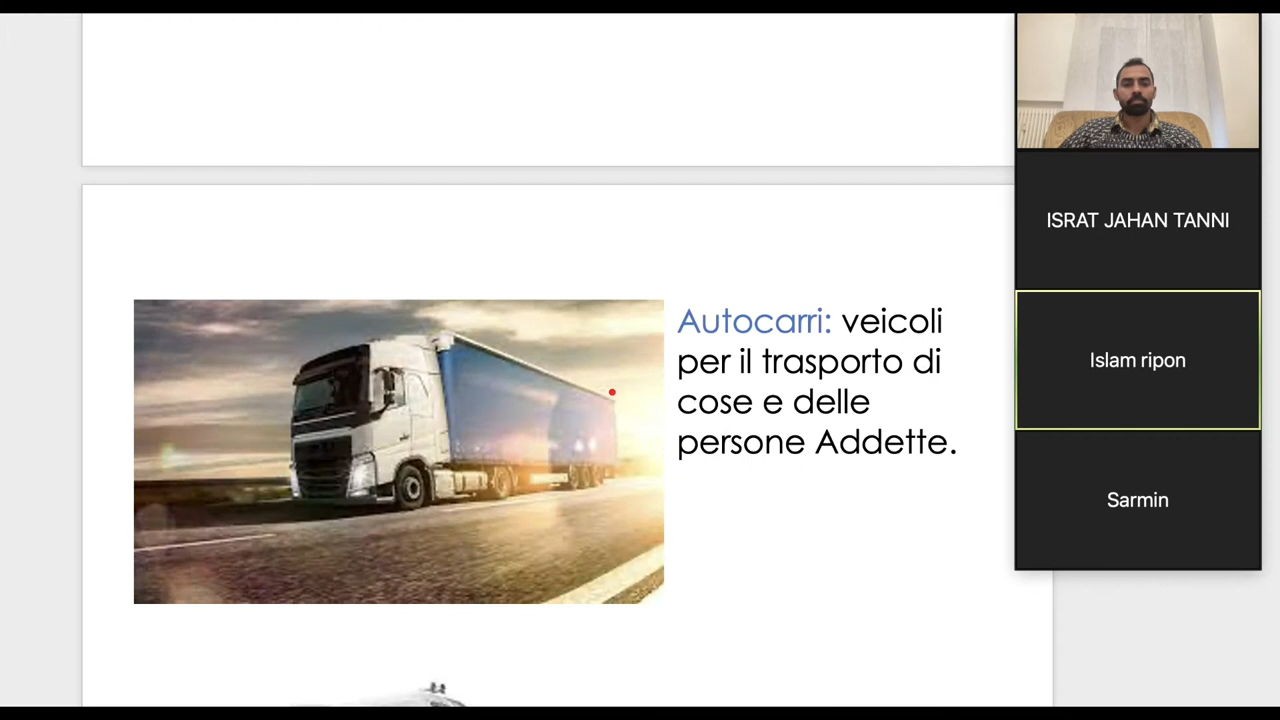 Autocarri: veicoli
per il trasporto di
cose e delle
persone Addette.
ISRAT JAHAN TANNI
Islam ripon
Sarmin